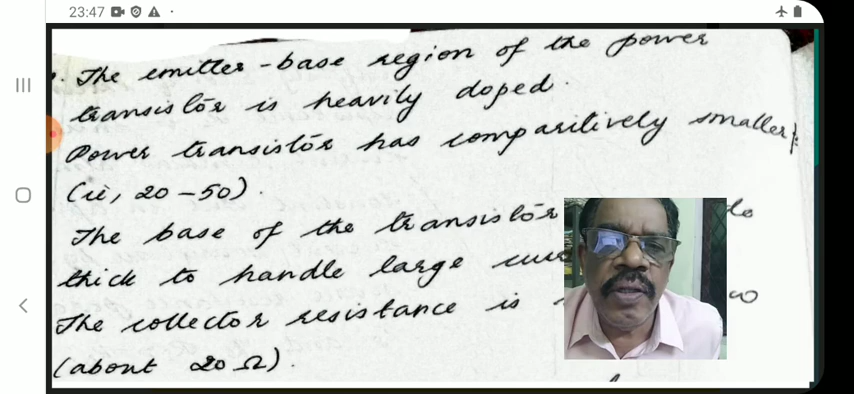 23:47
The emitter-base region of the power
transistor is heavily doped.
Power transistor has comparitively smaller
(ie, 20-50).
The base of the transistor
thick to handle large
The collector resistance is
(about 20 Ω).